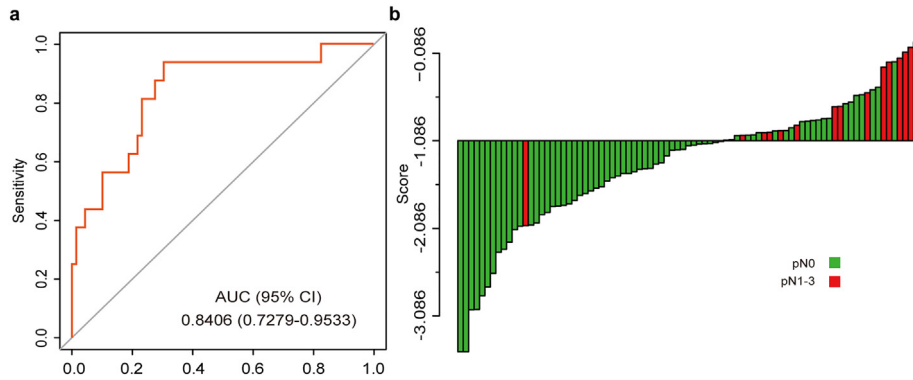 a
Sensitivity
1.0
0.8
0.6
0.4
0.2
0.0
AUC (95% CI)
0.8406 (0.7279-0.9533)
0.0 0.2 0.4 0.6 0.8 1.0
b
Score
-0.086
-1.086
-2.086
-3.086
pN0
pN1-3